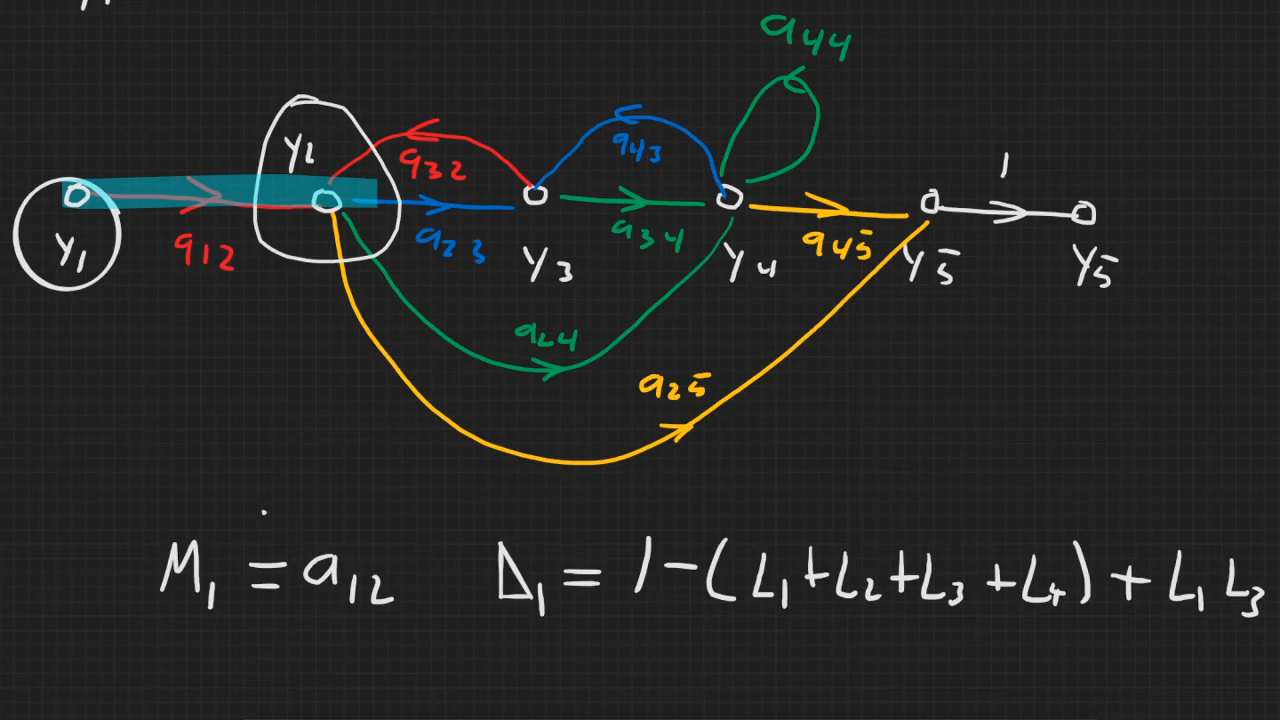 a44
y2 a32 a43 1
y1 a12 a23 y3 a34 y4 a45 y5 y5
a24
a25
M1 = a12 Δ1 = 1-(L1+L2+L3+L4)+L1 L3